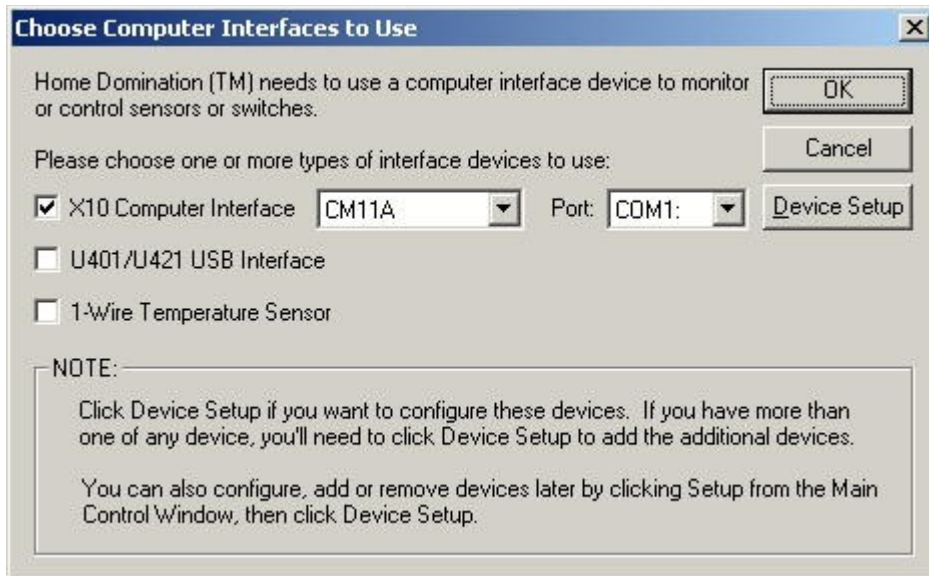 Choose Computer Interfaces to Use
Home Domination (TM) needs to use a computer interface device to monitor
or control sensors or switches.
OK
Cancel
Please choose one or more types of interface devices to use:
X10 Computer Interface CM11A Port: COM1: Device Setup
U401/U421 USB Interface
1-Wire Temperature Sensor
NOTE:
Click Device Setup if you want to configure these devices. If you have more than
one of any device, you'll need to click Device Setup to add the additional devices.
You can also configure, add or remove devices later by clicking Setup from the Main
Control Window, then click Device Setup.